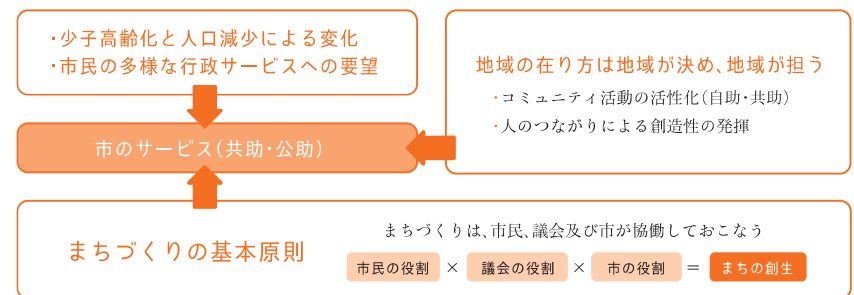 ・少子高齢化と人口減少による変化
・市民の多様な行政サービスへの要望
市のサービス(共助・公助)
地域の在り方は地域が決め、地域が担う
・コミュニティ活動の活性化(自助・共助)
・人のつながりによる創造性の発揮
まちづくりの基本原則
まちづくりは、市民、議会及び市が協働しておこなう
市民の役割 × 議会の役割 × 市の役割 = まちの創生